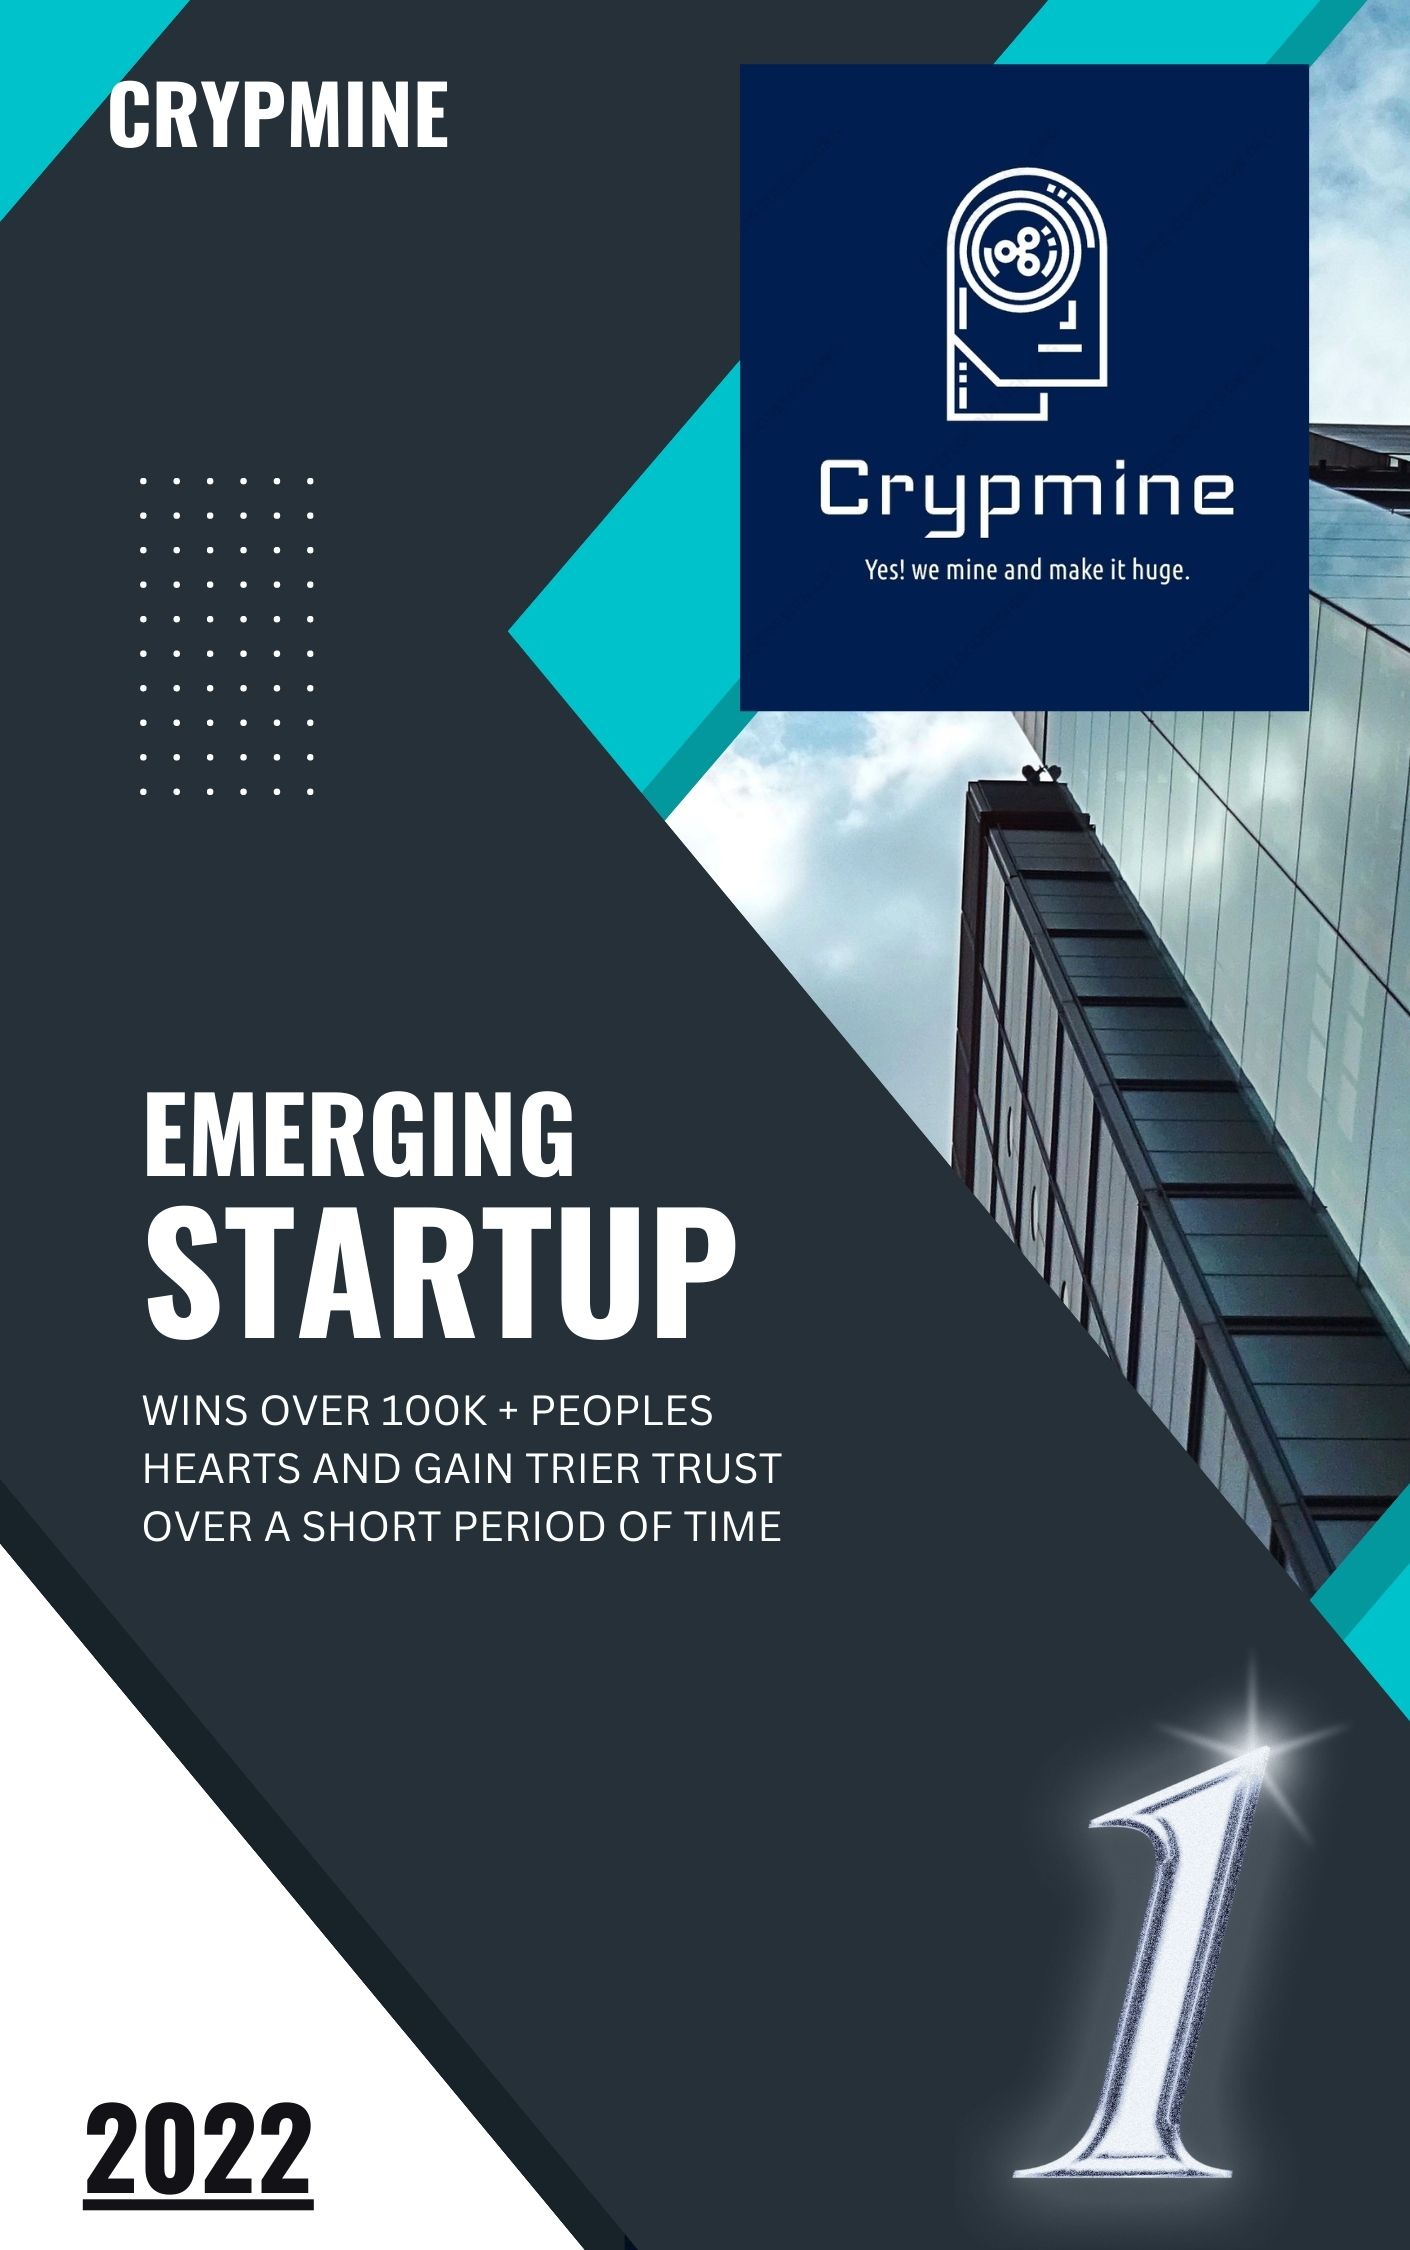 CRYPMINE
Crypmine
Yes! we mine and make it huge.
EMERGING
STARTUP
WINS OVER 100K + PEOPLES
HEARTS AND GAIN TRIER TRUST
OVER A SHORT PERIOD OF TIME
1
2022